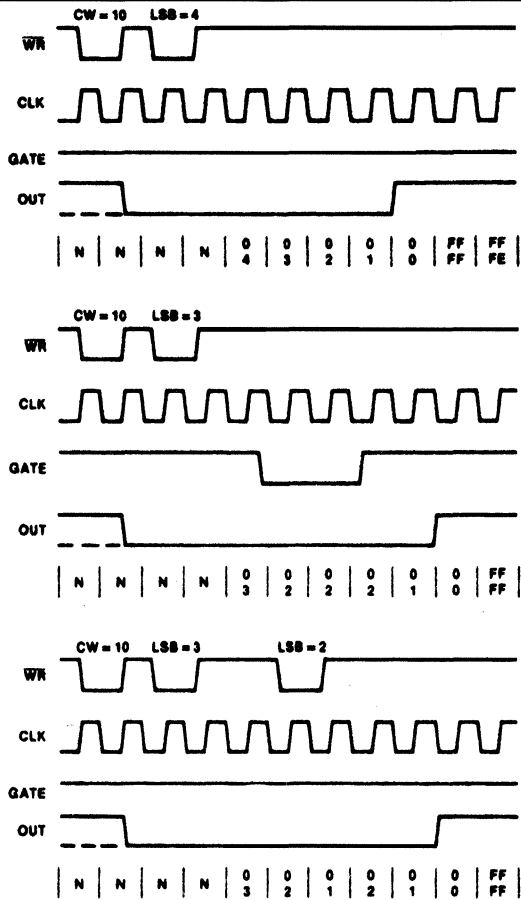 CW = 10 LSB = 4
WR
CLK
GATE
OUT
| N | N | N | N | 0 4 | 0 3 | 0 2 | 0 1 | 0 0 | FF FF | FF FE |
CW = 10 LSB = 3
WR
CLK
GATE
OUT
| N | N | N | N | 0 3 | 0 2 | 0 2 | 0 2 | 0 1 | 0 0 | FF FF |
CW = 10 LSB = 3 LSB = 2
WR
CLK
GATE
OUT
| N | N | N | N | 0 3 | 0 2 | 0 1 | 0 2 | 0 1 | 0 0 | FF FF |